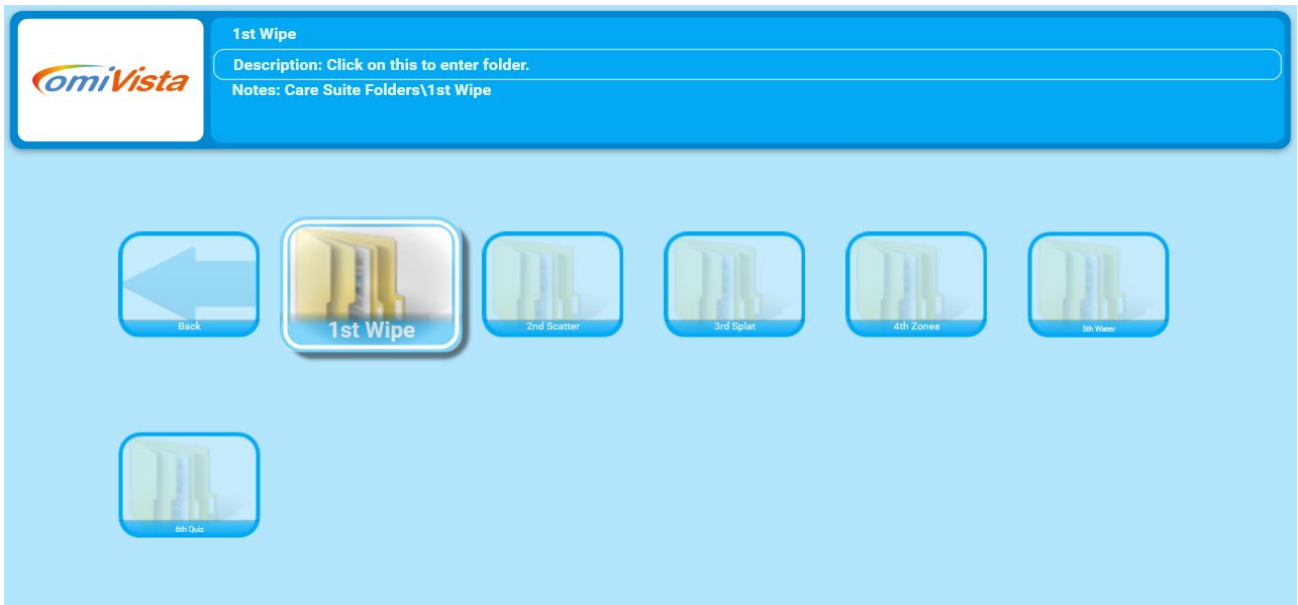 omiVista
1st Wipe
Description: Click on this to enter folder.
Notes: Care Suite Folders\1st Wipe
Back
1st Wipe
2nd Scatter
3rd Splat
4th Zones
5th Water
6th Quiz